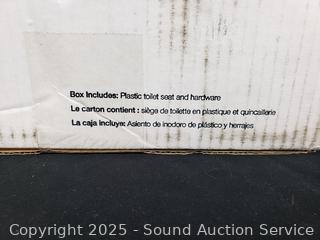 Box Includes: Plastic toilet seat and hardware
Le carton contient : siège de toilette en plastique et quincaillerie
La caja incluye: Asiento de inodoro de plástico y herrajes
Copyright 2025 - Sound Auction Service